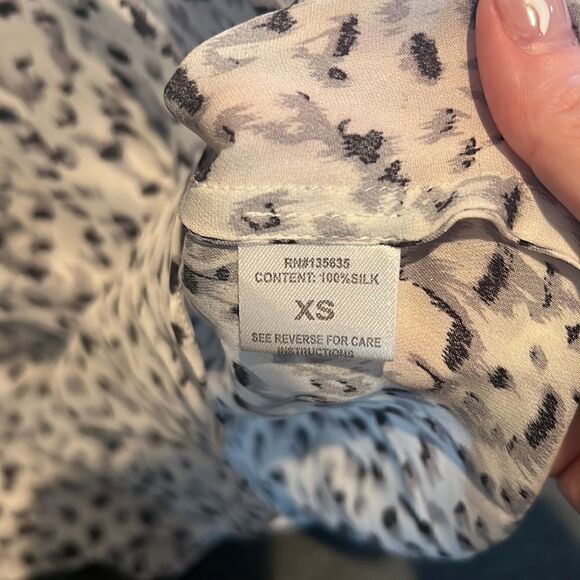 RN#135635
CONTENT: 100%SILK
XS
SEE REVERSE FOR CARE
INSTRUCTIONS